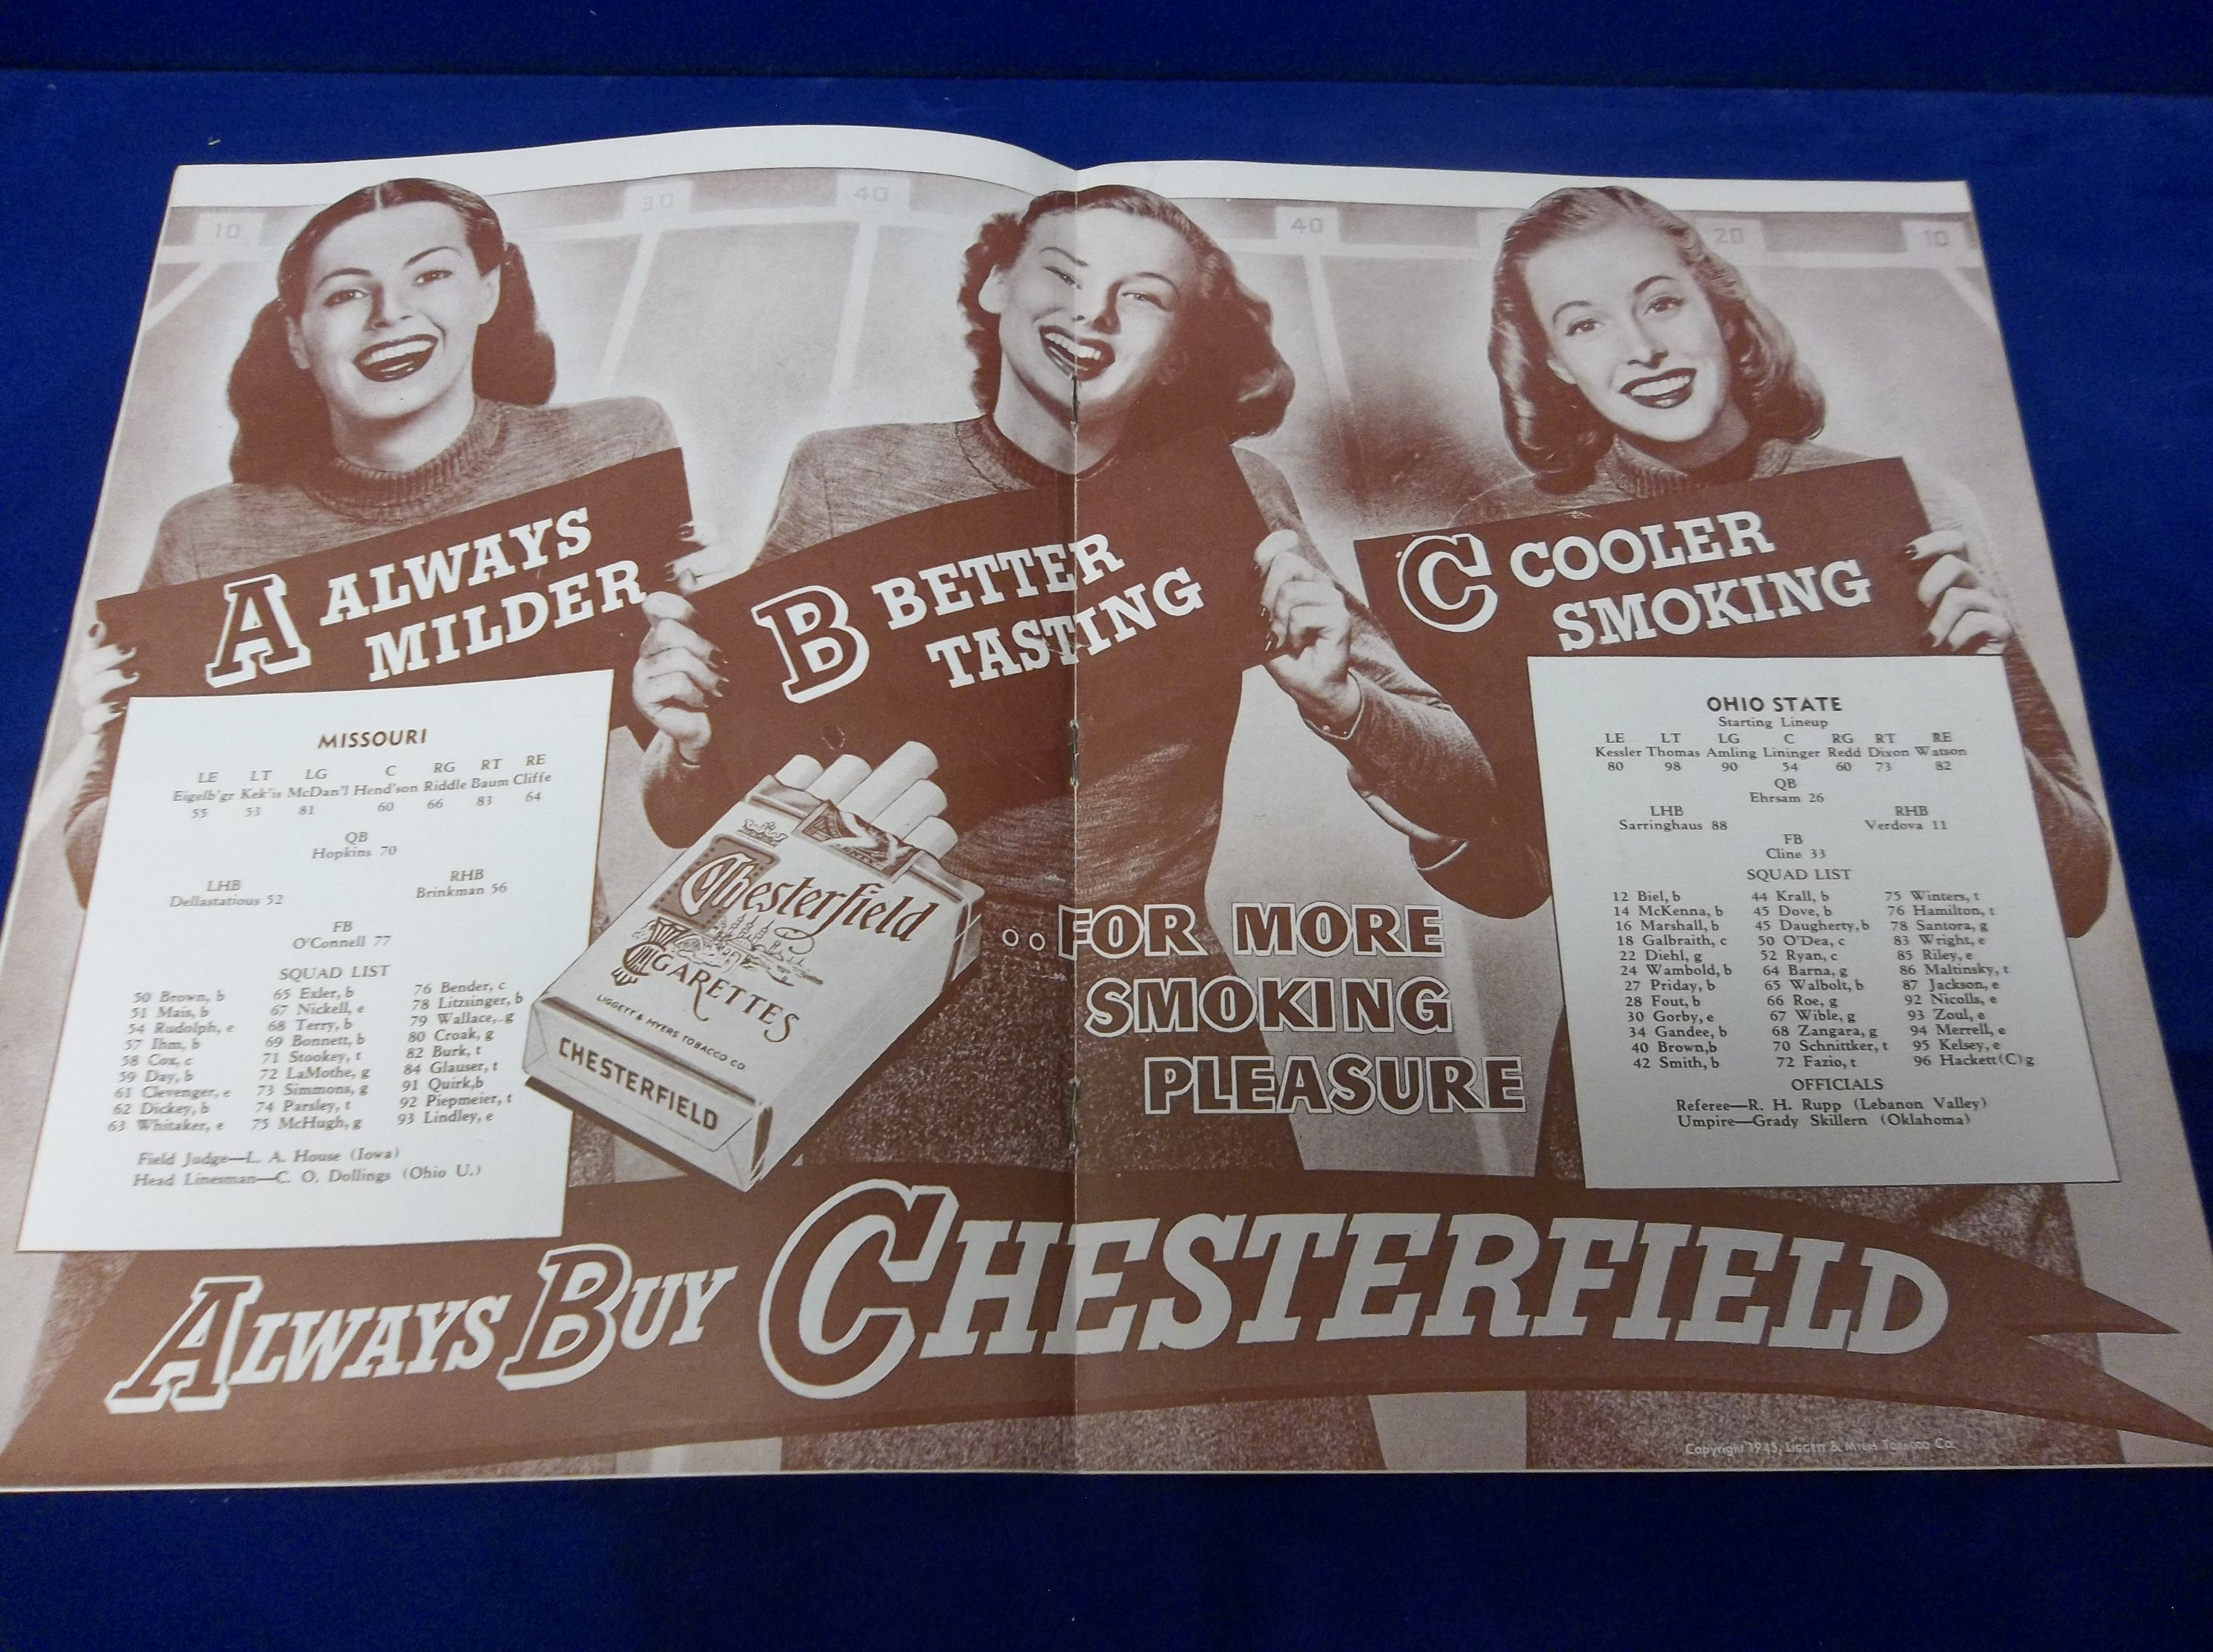 10
30
40
40
20
10
A ALWAYS
MILDER
B BETTER
TASTING
C COOLER
SMOKING
MISSOURI
LE LT LG C RG RT RE
Eigelb'gr Kek'is McDan'l Hend'son Riddle Baum Cliffe
55 53 81 60 66 83 64
QB
Hopkins 70
LHB RHB
Dellastatious 52 Brinkman 56
FB
O'Connell 77
SQUAD LIST
50 Brown, b 65 Exler, b 76 Bender, c
51 Mais, b 67 Nickell, e 78 Litzsinger, b
54 Rudolph, e 68 Terry, b 79 Wallace, g
57 Ihm, b 69 Bonnett, b 80 Croak, g
58 Cox, c 71 Stookey, t 82 Burk, t
59 Day, b 72 LaMothe, g 84 Glauser, t
61 Clevenger, e 73 Simmons, g 91 Quirk,b
62 Dickey, b 74 Parsley, t 92 Piepmeier, t
63 Whitaker, e 75 McHugh, g 93 Lindley, e
Field Judge—L. A. House (Iowa)
Head Linesman—C. O. Dollings (Ohio U.)
Chesterfield
CIGARETTES
LIGGETT & MYERS TOBACCO CO.
CHESTERFIELD
..FOR MORE
SMOKING
PLEASURE
OHIO STATE
Starting Lineup
LE LT LG C RG RT RE
Kessler Thomas Amling Lininger Redd Dixon Watson
80 98 90 54 60 73 82
QB
Ehrsam 26
LHB RHB
Sarringhaus 88 Verdova 11
FB
Cline 33
SQUAD LIST
12 Biel, b 44 Krall, b 75 Winters, t
14 McKenna, b 45 Dove, b 76 Hamilton, t
16 Marshall, b 45 Daugherty, b 78 Santora, g
18 Galbraith, c 50 O'Dea, c 83 Wright, e
22 Diehl, g 52 Ryan, c 85 Riley, e
24 Wambold, b 64 Barna, g 86 Maltinsky, t
27 Priday, b 65 Walbolt, b 87 Jackson, e
28 Fout, b 66 Roe, g 92 Nicolls, e
30 Gorby, e 67 Wible, g 93 Zoul, e
34 Gandee, b 68 Zangara, g 94 Merrell, e
40 Brown,b 70 Schnittker, t 95 Kelsey, e
42 Smith, b 72 Fazio, t 96 Hackett (C) g
OFFICIALS
Referee—R. H. Rupp (Lebanon Valley)
Umpire—Grady Skillern (Oklahoma)
ALWAYS BUY CHESTERFIELD
Copyright 1945, LIGGETT & MYERS TOBACCO CO.